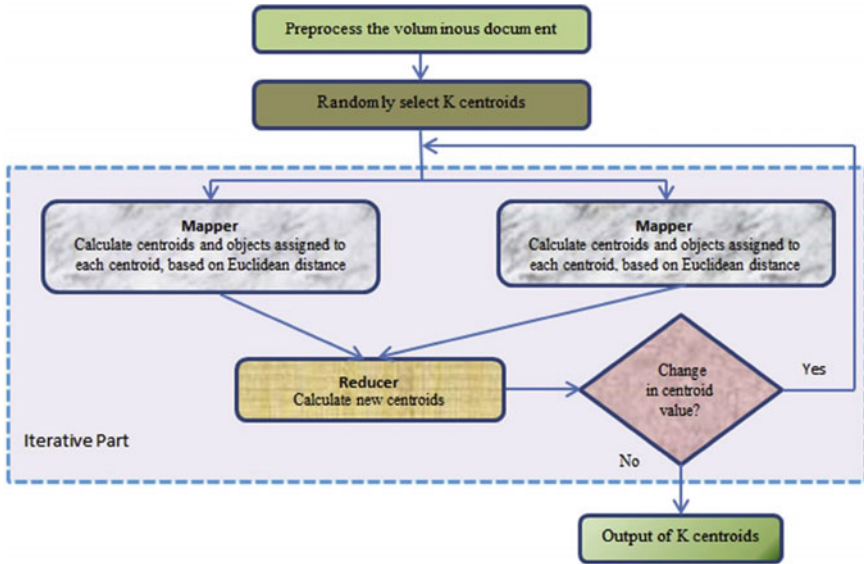 Preprocess the voluminous document
Randomly select K centroids
Mapper
Calculate centroids and objects assigned to
each centroid, based on Euclidean distance
Mapper
Calculate centroids and objects assigned to
each centroid, based on Euclidean distance
Reducer
Calculate new centroids
Change
in centroid
value?
Yes
Iterative Part
No
Output of K centroids